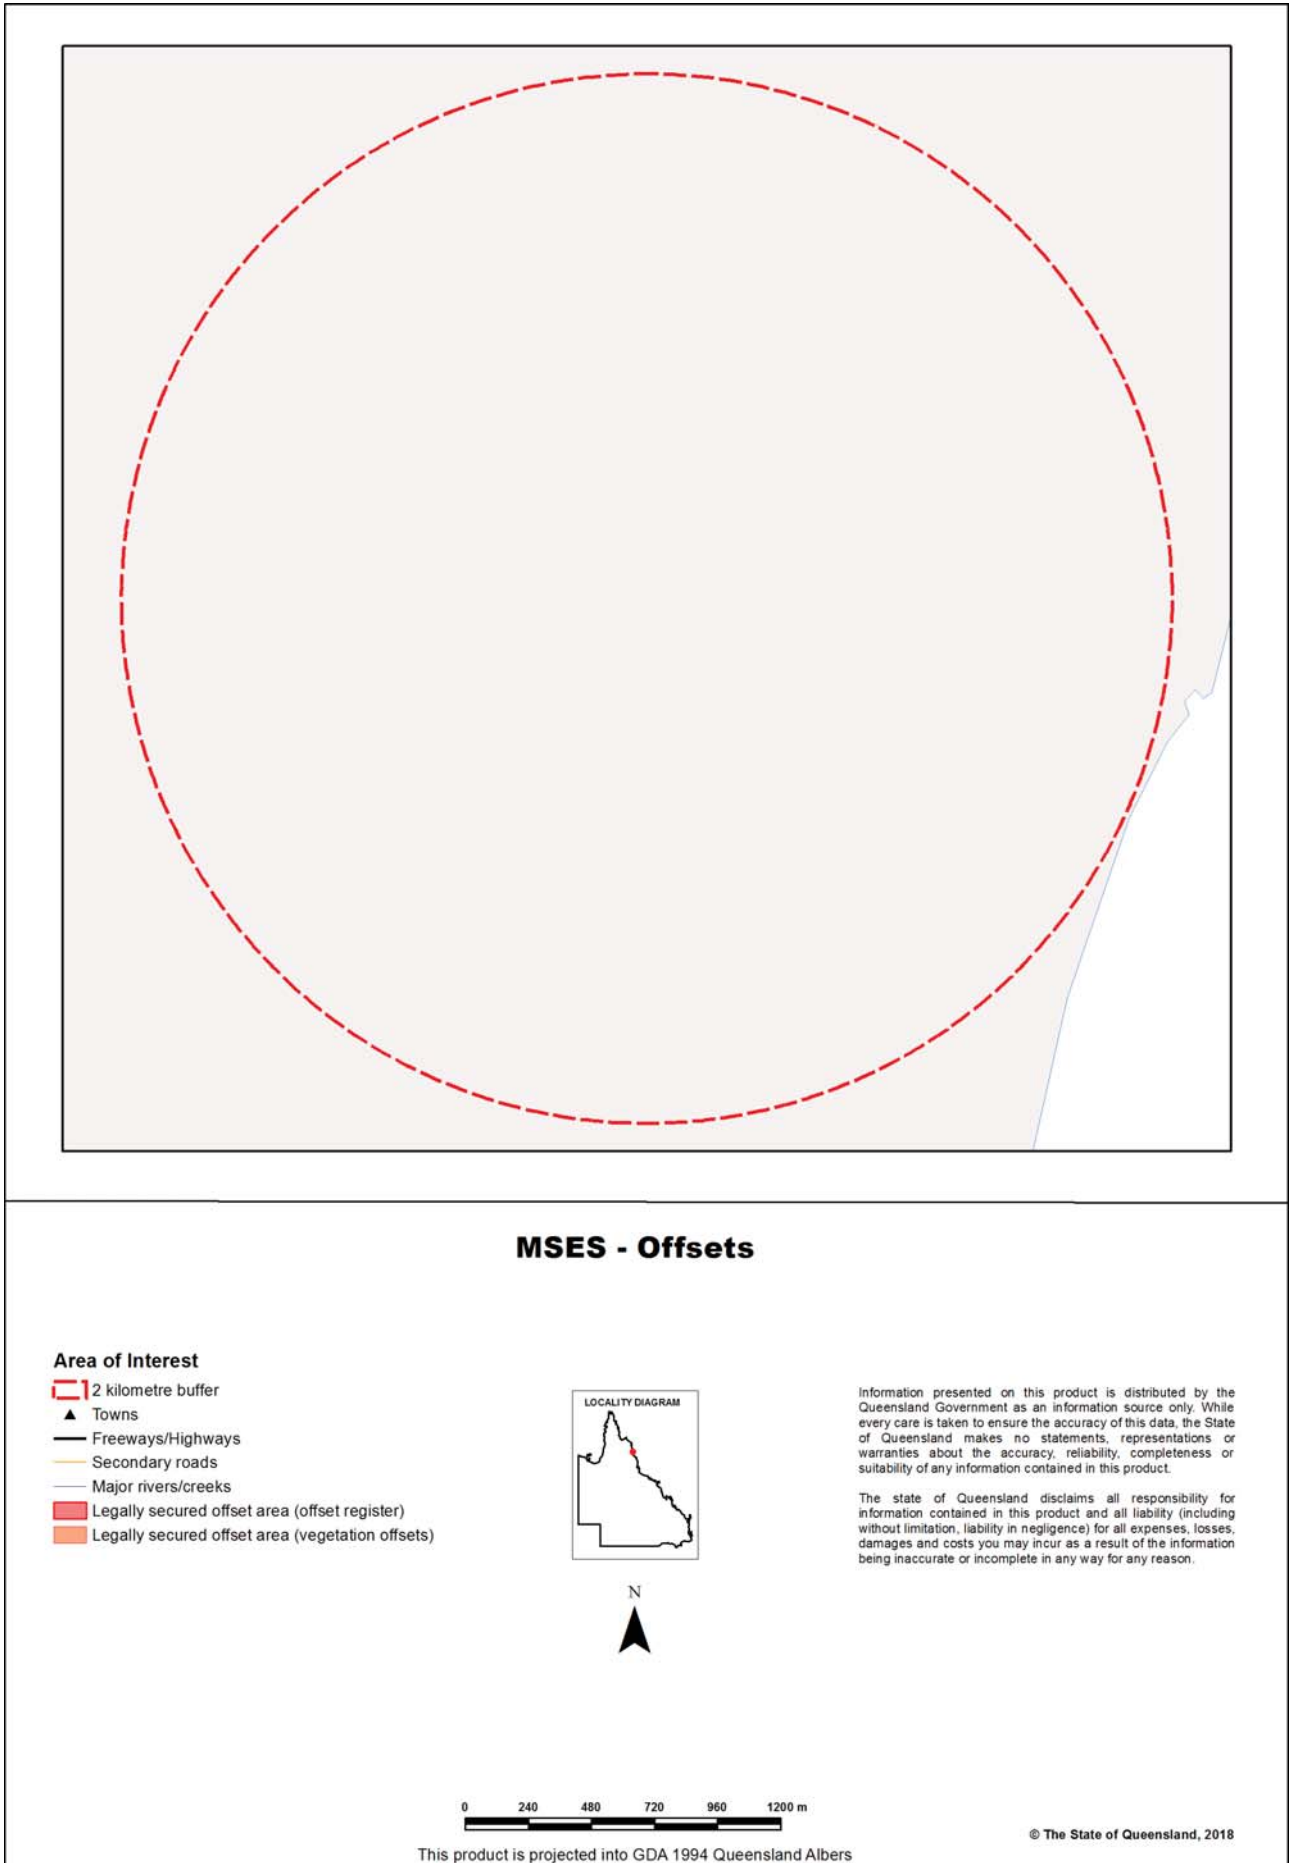 MSES - Offsets
Area of Interest
2 kilometre buffer
Towns
Freeways/Highways
Secondary roads
Major rivers/creeks
Legally secured offset area (offset register)
Legally secured offset area (vegetation offsets)
LOCALITY DIAGRAM
N
Information presented on this product is distributed by the
Queensland Government as an information source only. While
every care is taken to ensure the accuracy of this data, the State
of Queensland makes no statements, representations or
warranties about the accuracy, reliability, completeness or
suitability of any information contained in this product.
The state of Queensland disclaims all responsibility for
information contained in this product and all liability (including
without limitation, liability in negligence) for all expenses, losses,
damages and costs you may incur as a result of the information
being inaccurate or incomplete in any way for any reason.
0 240 480 720 960 1200 m
This product is projected into GDA 1994 Queensland Albers
© The State of Queensland, 2018